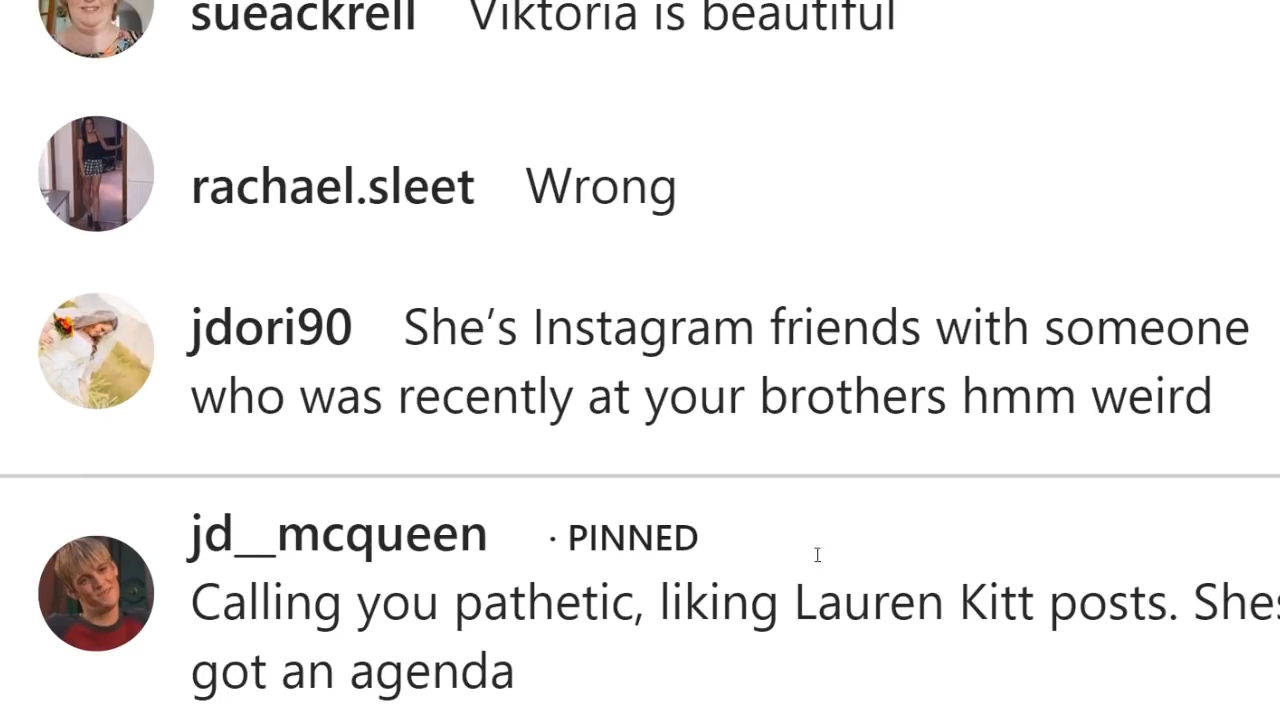 sueackrell Viktoria is beautiful
rachael.sleet Wrong
jdori90 She’s Instagram friends with someone
who was recently at your brothers hmm weird
jd__mcqueen · PINNED
Calling you pathetic, liking Lauren Kitt posts. Shes
got an agenda